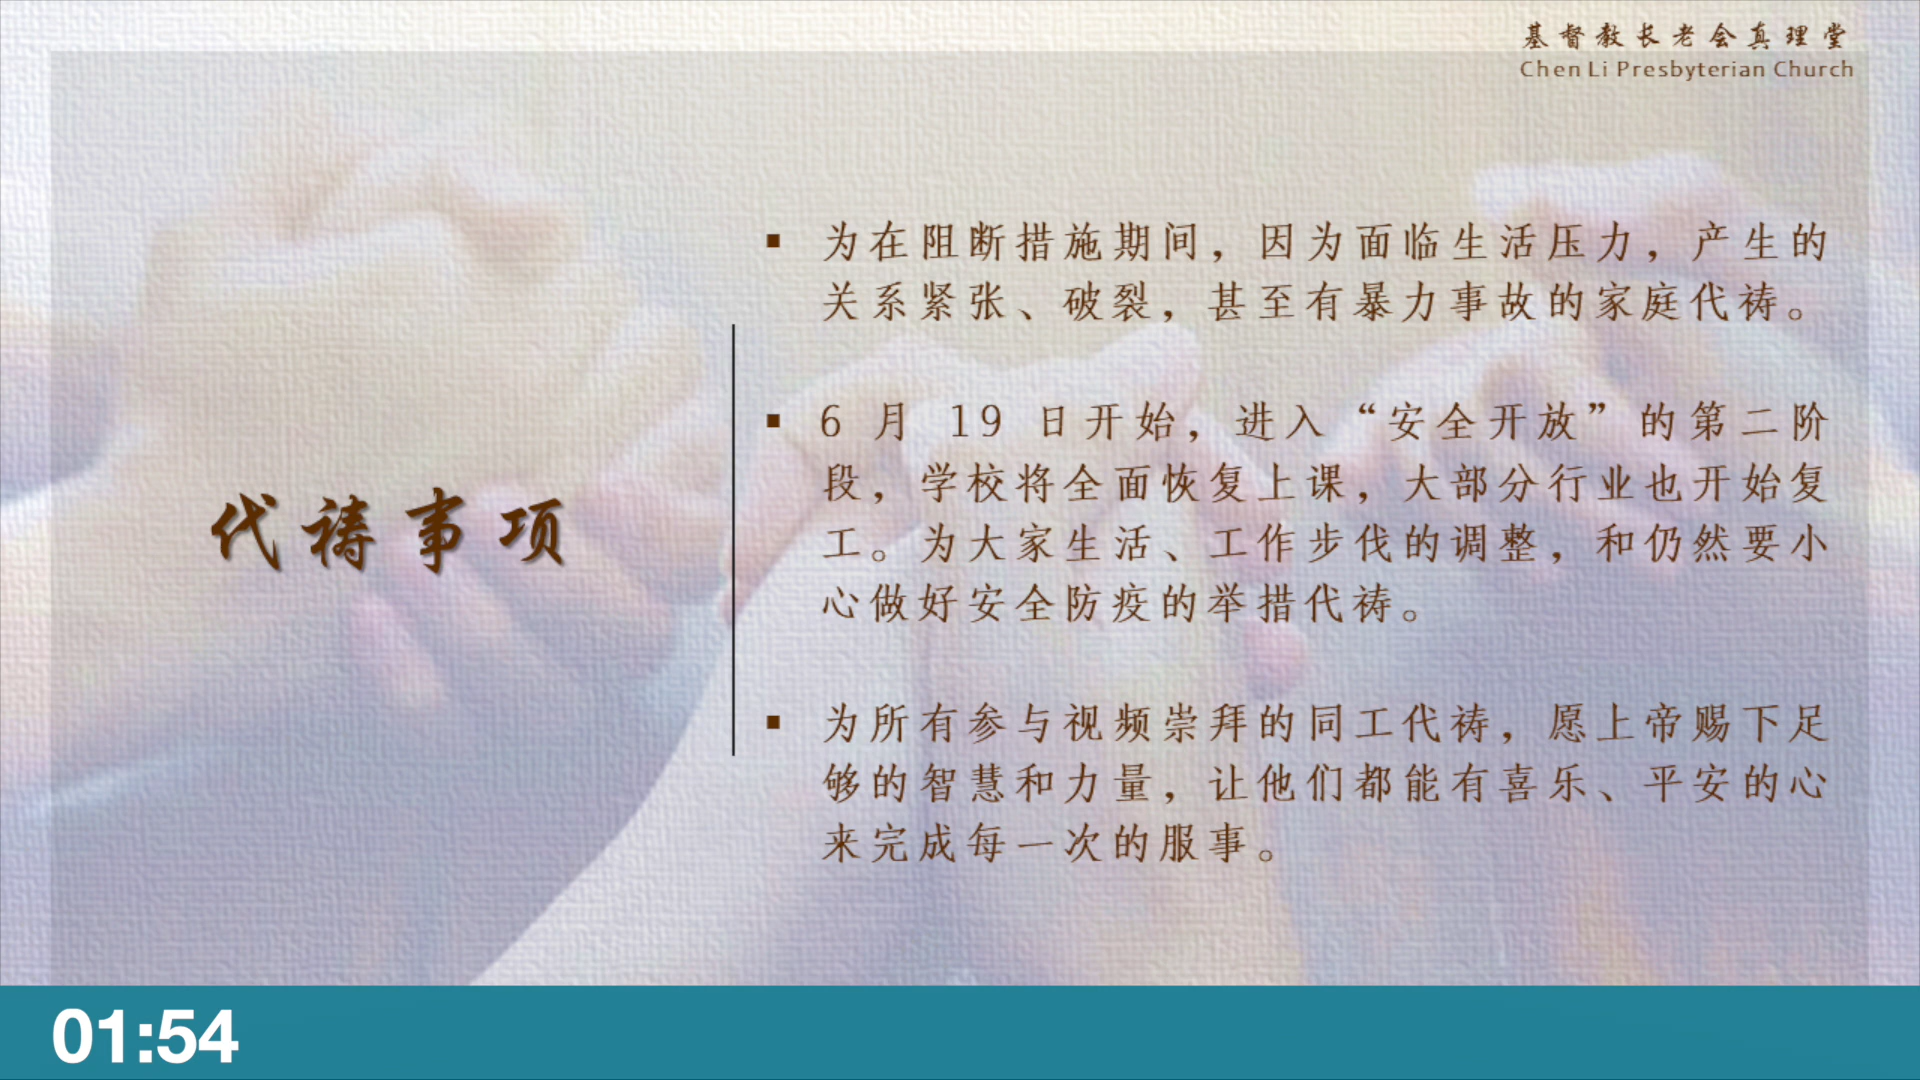 基督教长老会真理堂
Chen Li Presbyterian Church
代祷事项
▪ 为在阻断措施期间，因为面临生活压力，产生的
关系紧张、破裂，甚至有暴力事故的家庭代祷。
▪ 6 月 19 日开始，进入“安全开放”的第二阶
段，学校将全面恢复上课，大部分行业也开始复
工。为大家生活、工作步伐的调整，和仍然要小
心做好安全防疫的举措代祷。
▪ 为所有参与视频崇拜的同工代祷，愿上帝赐下足
够的智慧和力量，让他们都能有喜乐、平安的心
来完成每一次的服事。
01:54